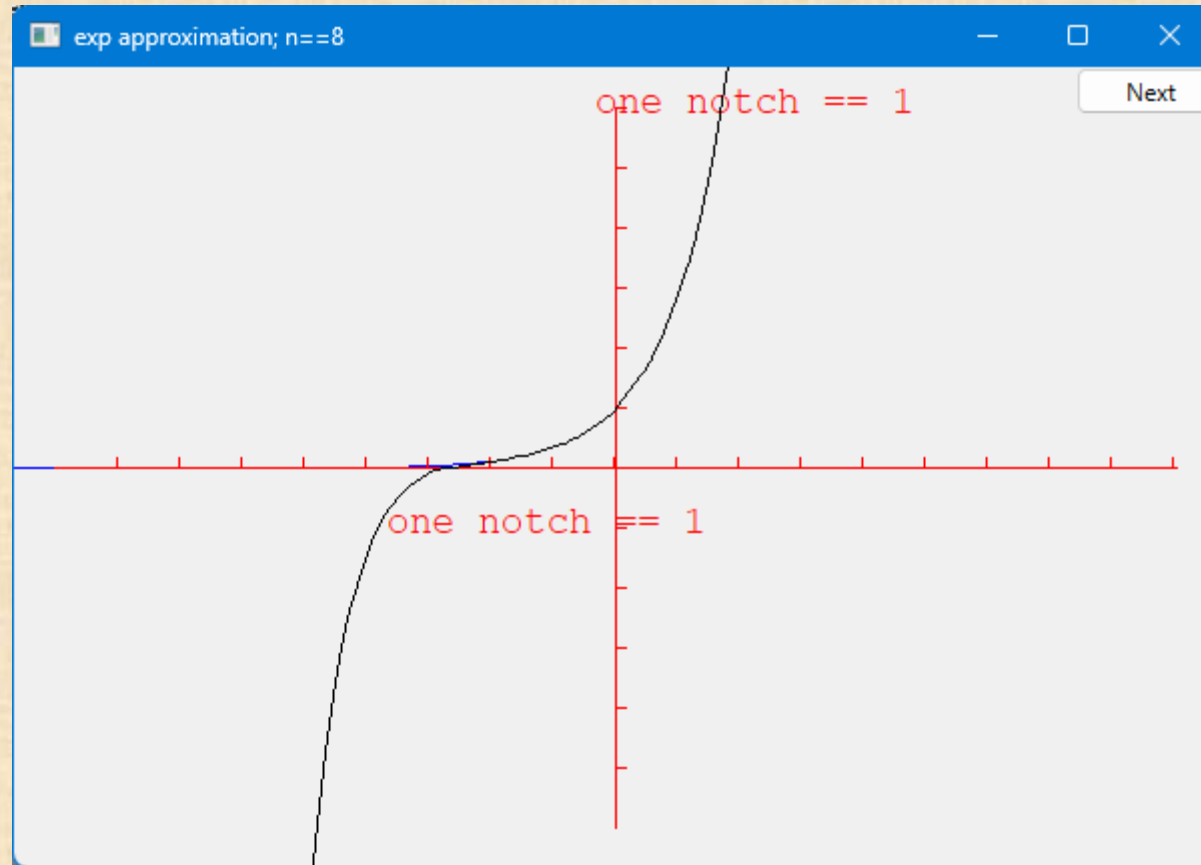 exp approximation; n==8
Next
one notch == 1
one notch == 1